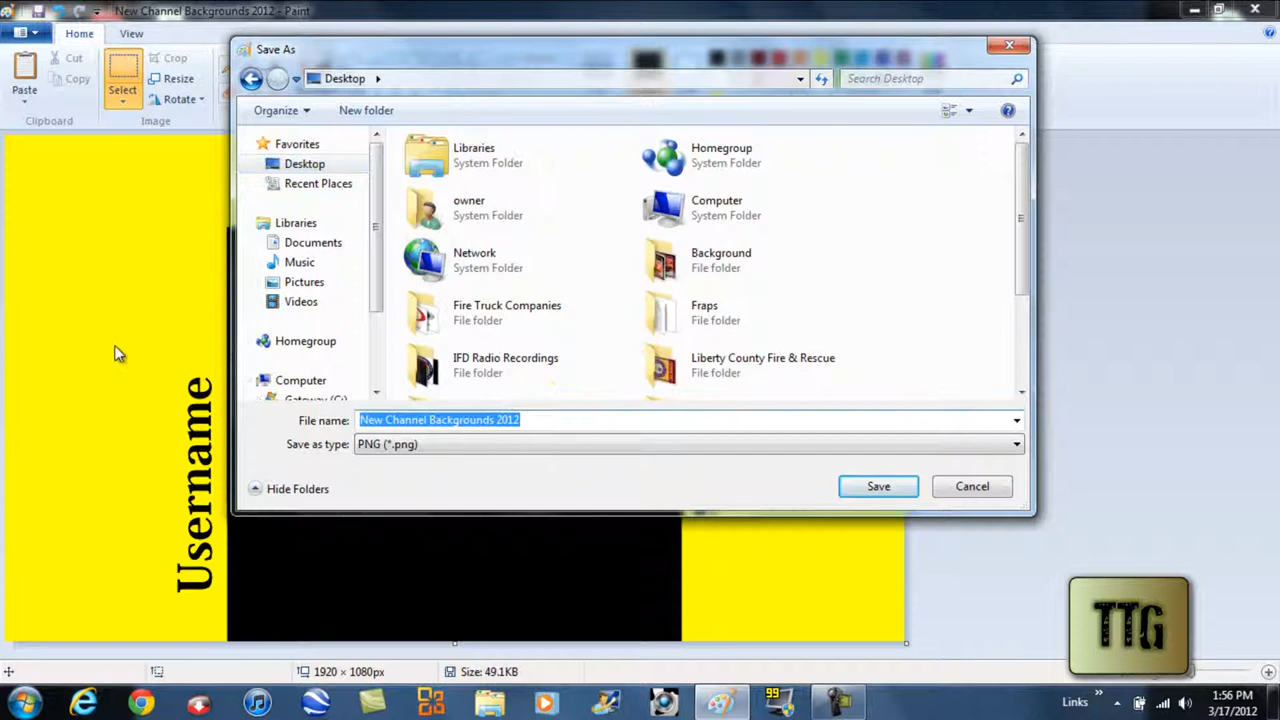 New Channel Backgrounds 2012 - Paint
Home
View
Paste
Cut
Copy
Clipboard
Select
Crop
Resize
Rotate
Image
Save As
Desktop
Search Desktop
Organize
New folder
Favorites
Desktop
Recent Places
Libraries
Documents
Music
Pictures
Videos
Homegroup
Computer
Gateway (C:)
Libraries
System Folder
Homegroup
System Folder
owner
System Folder
Computer
System Folder
Network
System Folder
Background
File folder
Fire Truck Companies
File folder
Fraps
File folder
IFD Radio Recordings
File folder
Liberty County Fire & Rescue
File folder
File name: New Channel Backgrounds 2012
Save as type: PNG (*.png)
Hide Folders
Save
Cancel
Username
TTG
1920 × 1080px
Size: 49.1KB
99
Links
1:56 PM
3/17/2012